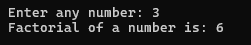 Enter any number: 3
Factorial of a number is: 6